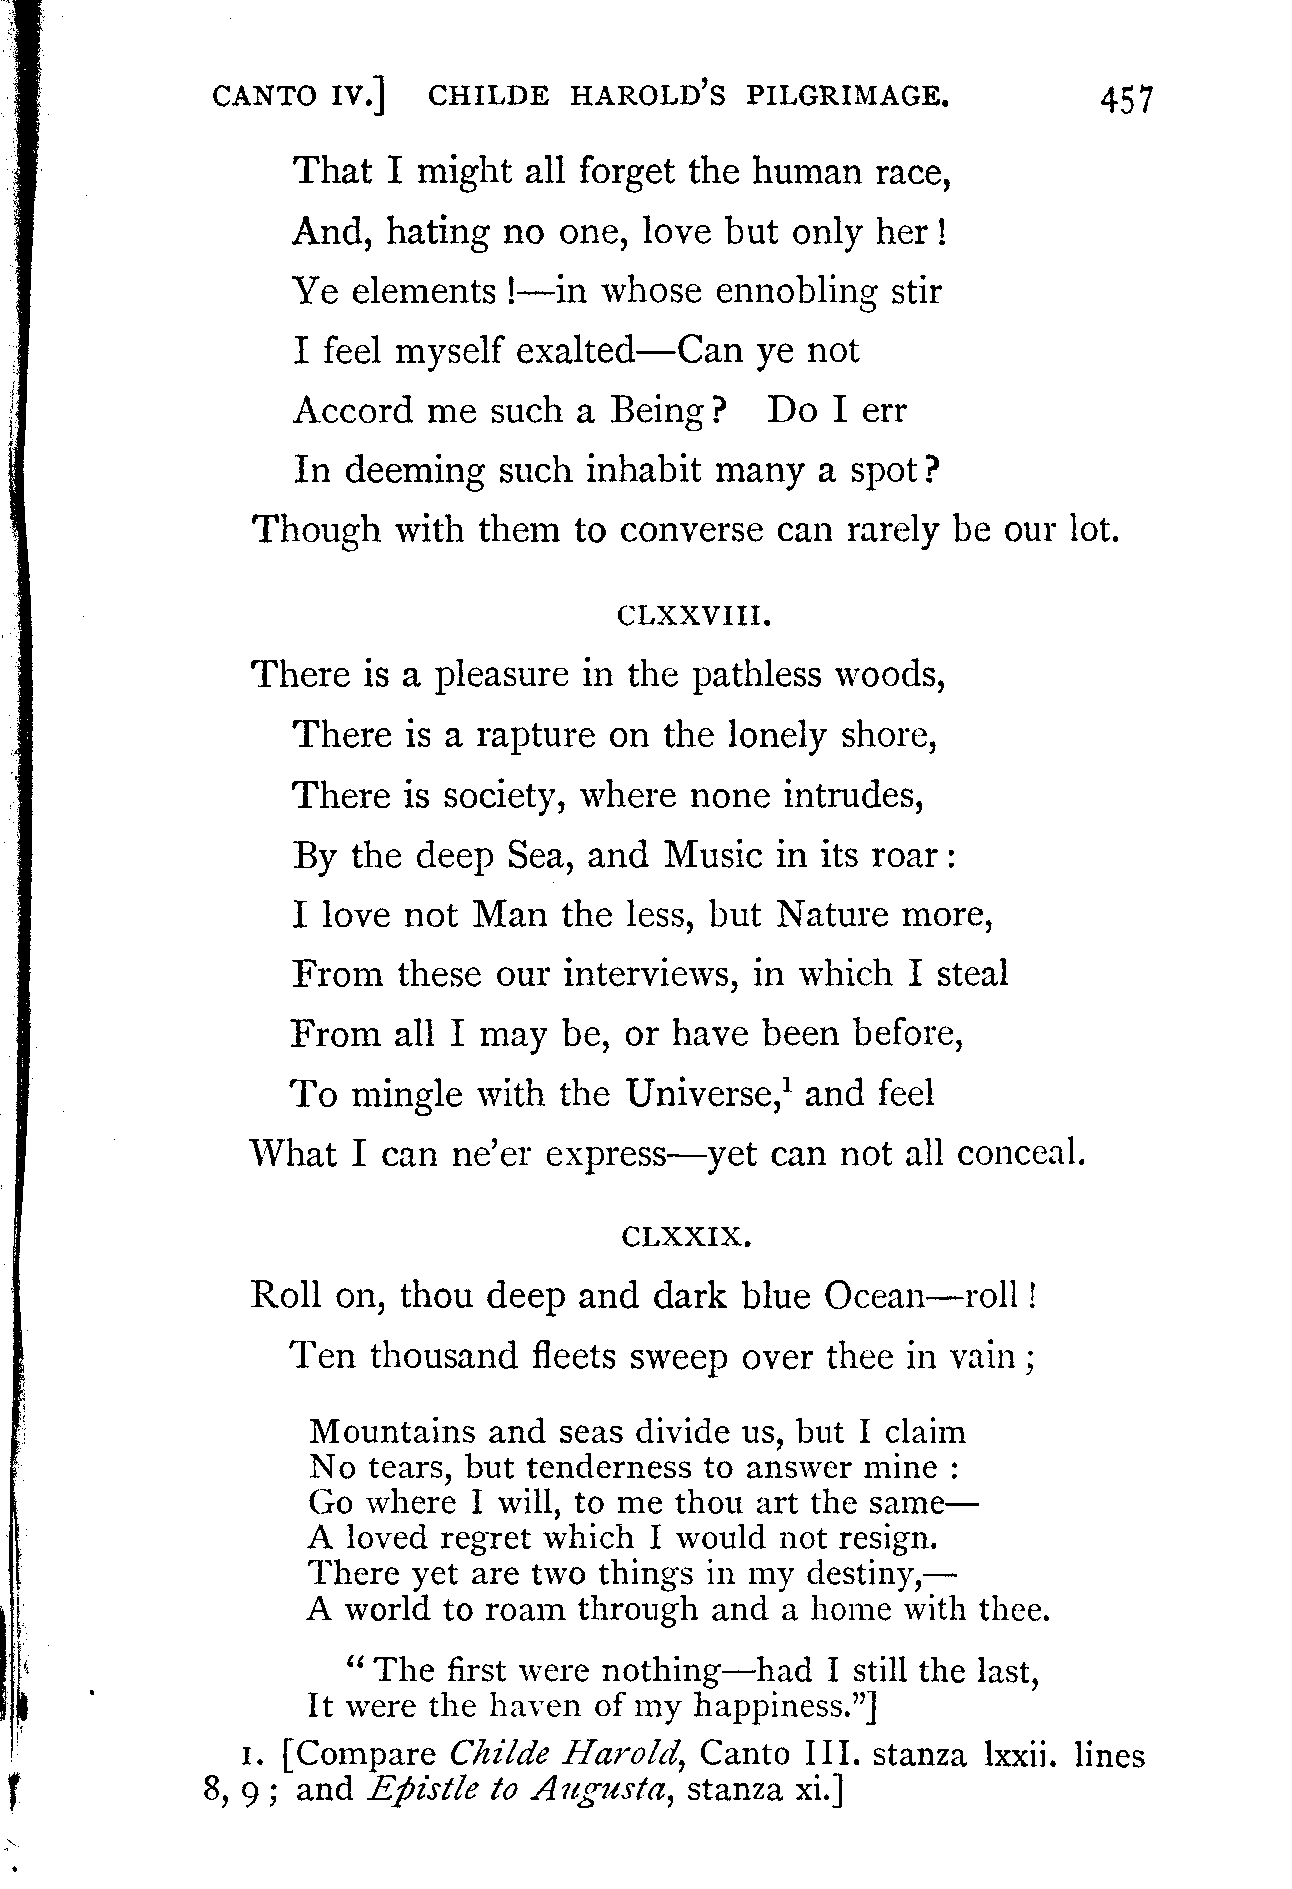 CANTO IV.] CHILDE HAROLD'S PILGRIMAGE. 457
That I might all forget the human race,
And, hating no one, love but only her!
Ye elements!—in whose ennobling stir
I feel myself exalted—Can ye not
Accord me such a Being? Do I err
In deeming such inhabit many a spot?
Though with them to converse can rarely be our lot.
CLXXVIII.
There is a pleasure in the pathless woods,
There is a rapture on the lonely shore,
There is society, where none intrudes,
By the deep Sea, and Music in its roar:
I love not Man the less, but Nature more,
From these our interviews, in which I steal
From all I may be, or have been before,
To mingle with the Universe,¹ and feel
What I can ne'er express—yet can not all conceal.
CLXXIX.
Roll on, thou deep and dark blue Ocean—roll!
Ten thousand fleets sweep over thee in vain;
Mountains and seas divide us, but I claim
No tears, but tenderness to answer mine:
Go where I will, to me thou art the same—
A loved regret which I would not resign.
There yet are two things in my destiny,—
A world to roam through and a home with thee.
"The first were nothing—had I still the last,
It were the haven of my happiness."]
1. [Compare Childe Harold, Canto III. stanza lxxii. lines
8, 9; and Epistle to Augusta, stanza xi.]